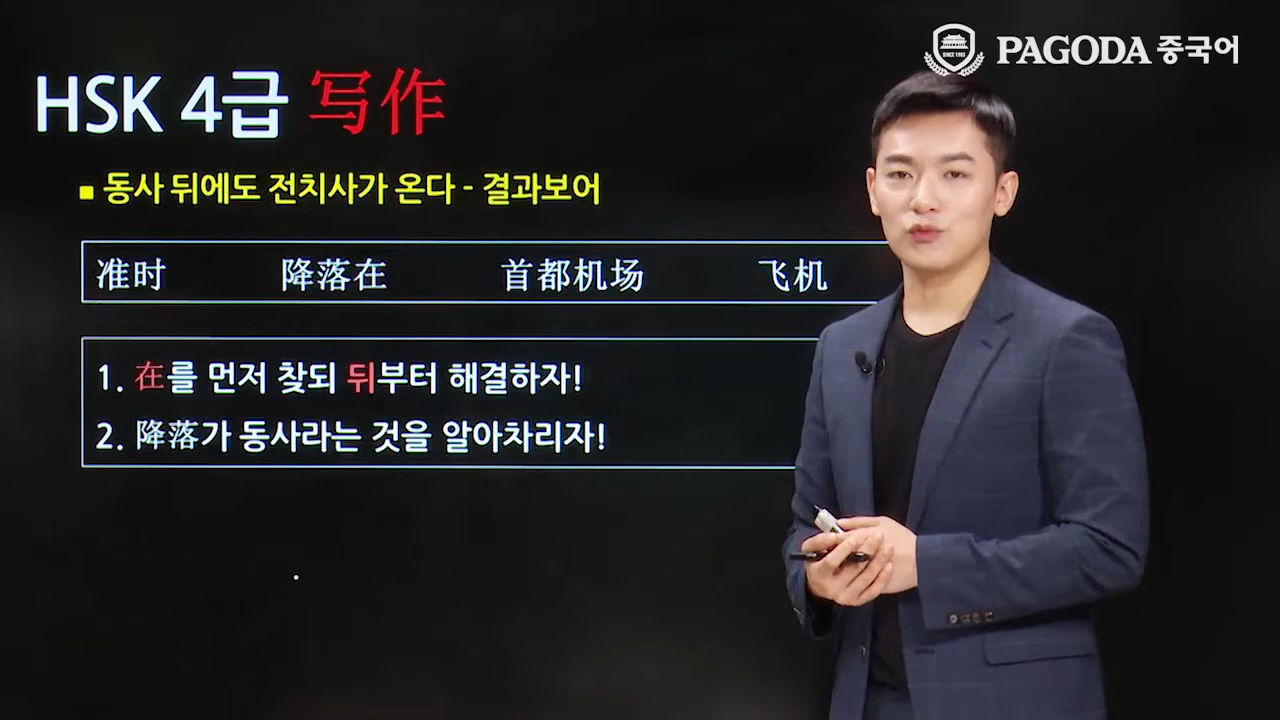 PAGODA 중국어
SINCE 1983
HSK 4급 写作
■ 동사 뒤에도 전치사가 온다 - 결과보어
准时 降落在 首都机场 飞机
1. 在를 먼저 찾되 뒤부터 해결하자!
2. 降落가 동사라는 것을 알아차리자!